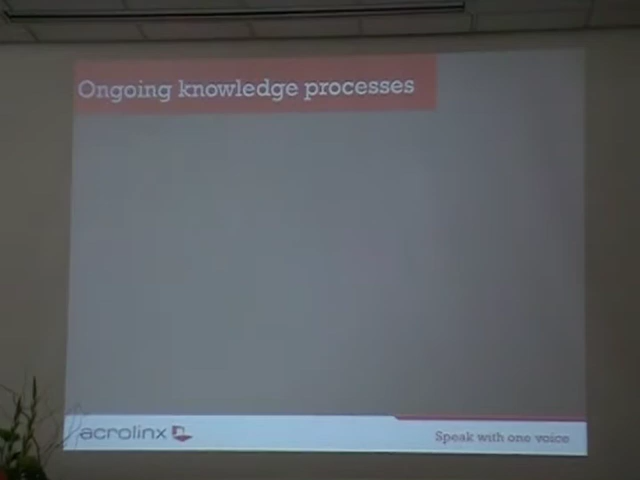 Ongoing knowledge processes
acrolinx
Speak with one voice